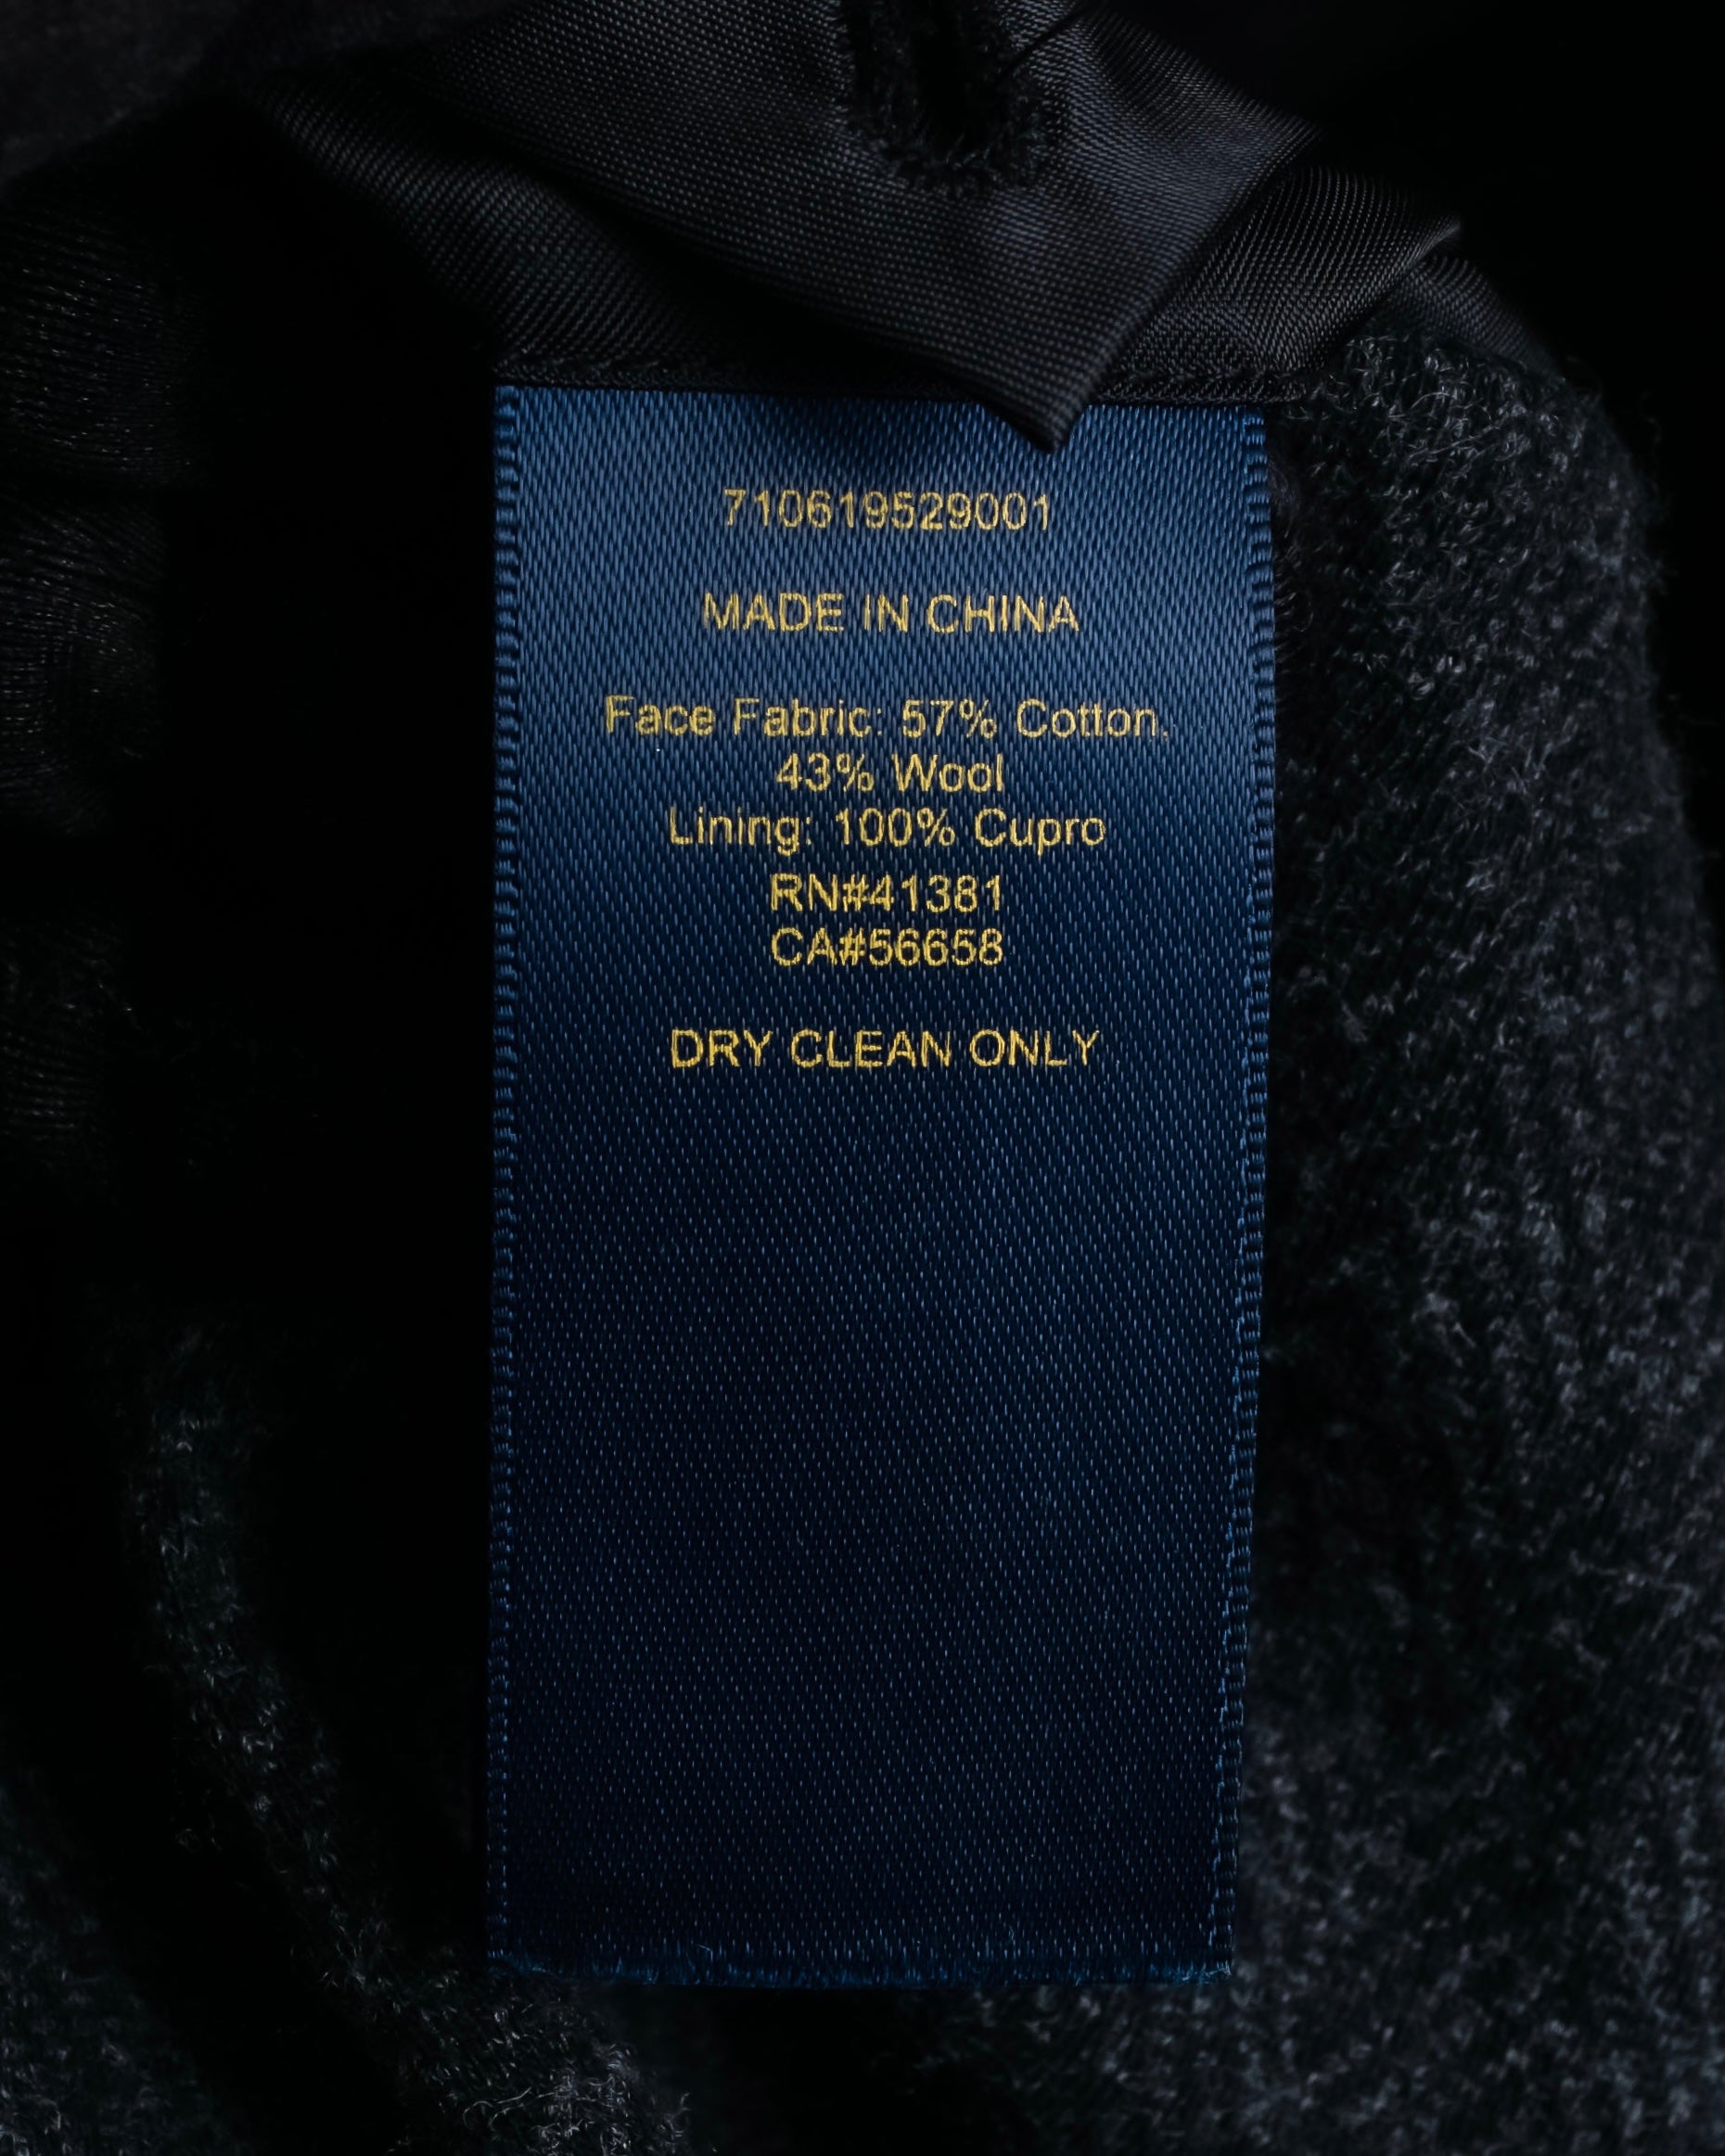 710619529001
MADE IN CHINA
Face Fabric: 57% Cotton,
43% Wool
Lining: 100% Cupro
RN#41381
CA#56658
DRY CLEAN ONLY